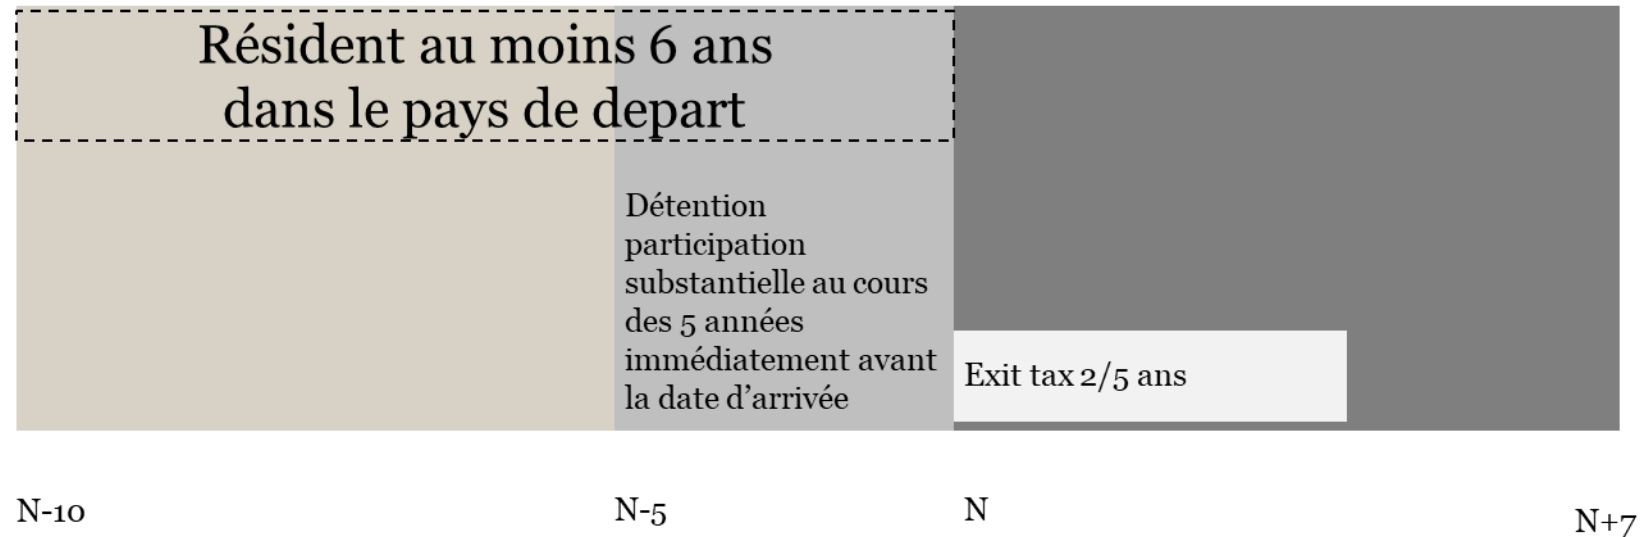 Résident au moins 6 ans
dans le pays de depart
Détention
participation
substantielle au cours
des 5 années
immédiatement avant
la date d’arrivée
Exit tax 2/5 ans
N-10
N-5
N
N+7